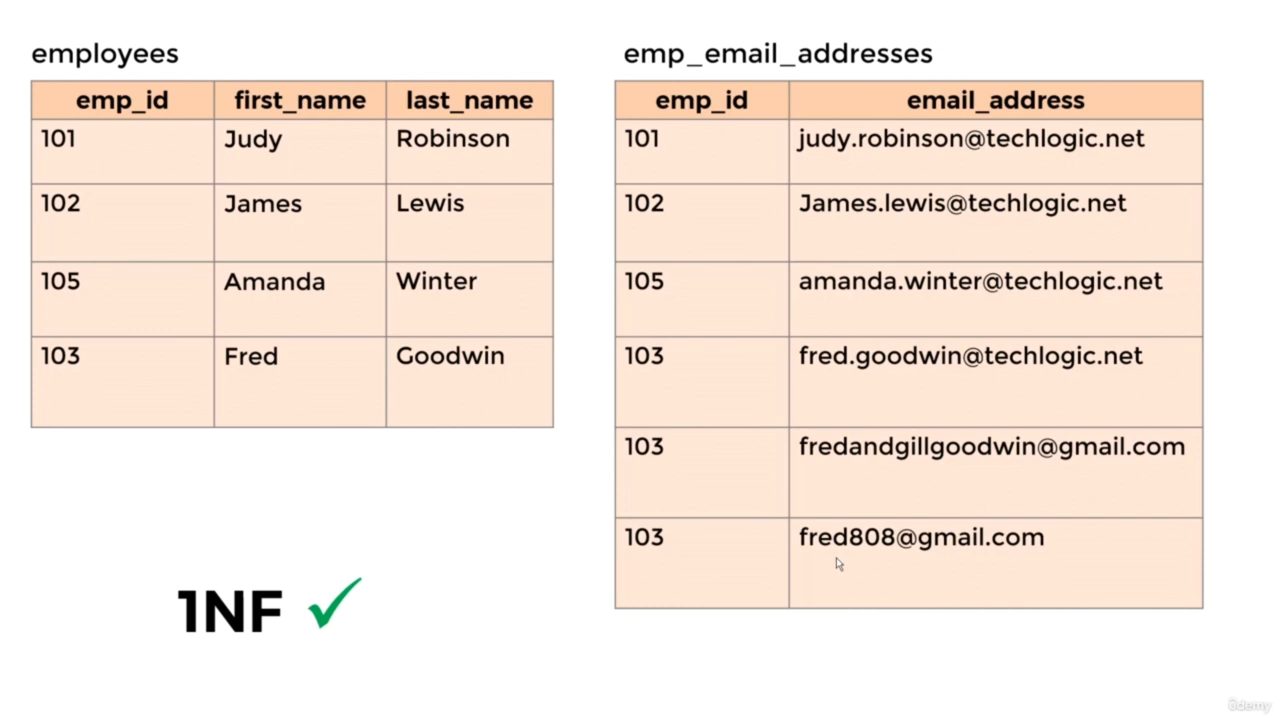 employees
emp_id first_name last_name
101 Judy Robinson
102 James Lewis
105 Amanda Winter
103 Fred Goodwin
emp_email_addresses
emp_id email_address
101 judy.robinson@techlogic.net
102 James.lewis@techlogic.net
105 amanda.winter@techlogic.net
103 fred.goodwin@techlogic.net
103 fredandgillgoodwin@gmail.com
103 fred808@gmail.com
1NF ✓
ûdemy